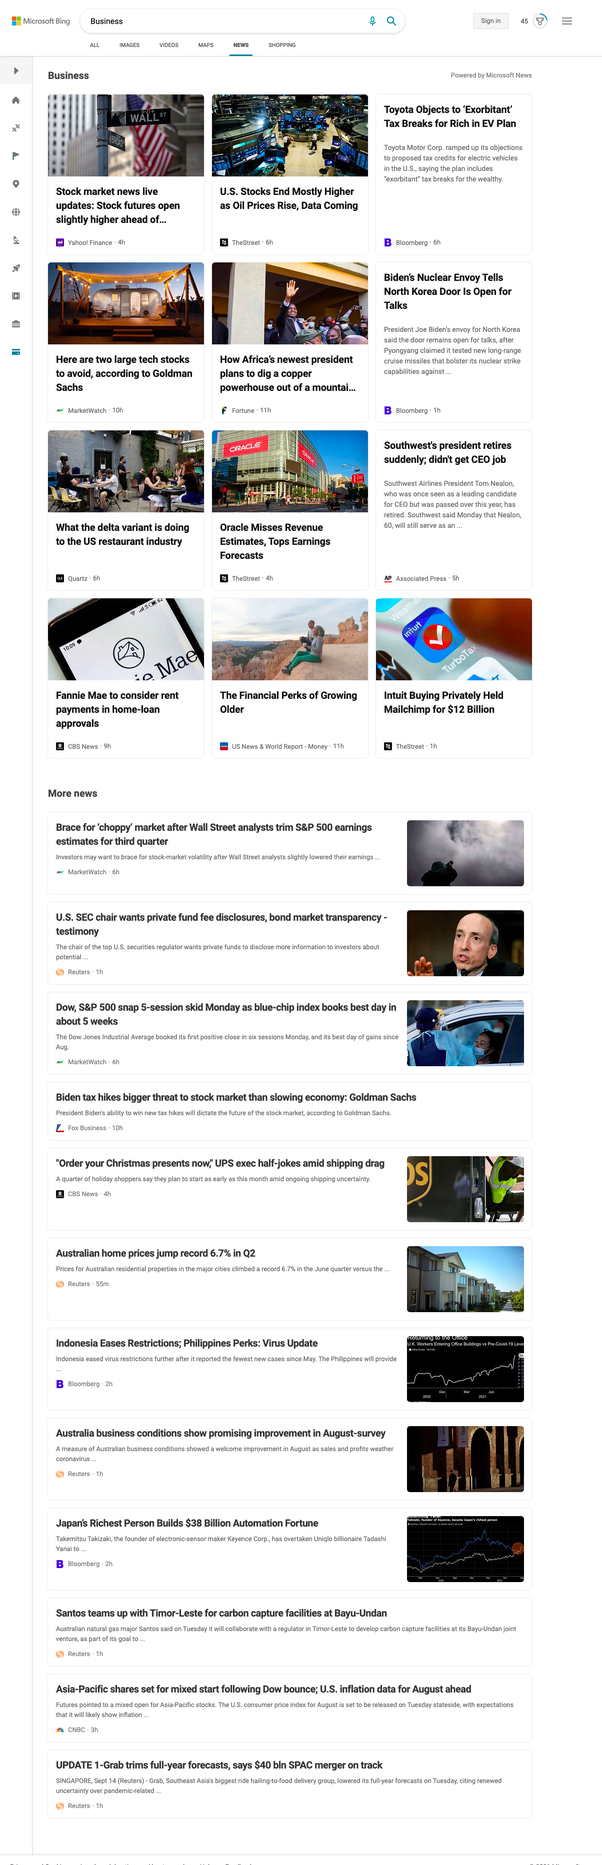 Microsoft Bing
Business
Sign in
45
ALL IMAGES VIDEOS MAPS NEWS SHOPPING
Business
Powered by Microsoft News
WALL ST
Stock market news live
updates: Stock futures open
slightly higher ahead of...
Yahoo! Finance · 4h
U.S. Stocks End Mostly Higher
as Oil Prices Rise, Data Coming
TheStreet · 6h
Toyota Objects to ‘Exorbitant’
Tax Breaks for Rich in EV Plan
Toyota Motor Corp. ramped up its objections
to proposed tax credits for electric vehicles
in the U.S., saying the plan includes
“exorbitant” tax breaks for the wealthy.
Bloomberg · 6h
Here are two large tech stocks
to avoid, according to Goldman
Sachs
MarketWatch · 10h
How Africa’s newest president
plans to dig a copper
powerhouse out of a mountai...
Fortune · 11h
Biden’s Nuclear Envoy Tells
North Korea Door Is Open for
Talks
President Joe Biden’s envoy for North Korea
said the door remains open for talks, after
Pyongyang claimed it tested new long-range
cruise missiles that bolster its nuclear strike
capabilities against ...
Bloomberg · 1h
What the delta variant is doing
to the US restaurant industry
Quartz · 6h
ORACLE
Oracle Misses Revenue
Estimates, Tops Earnings
Forecasts
TheStreet · 4h
Southwest's president retires
suddenly; didn't get CEO job
Southwest Airlines President Tom Nealon,
who was once seen as a leading candidate
for CEO but was passed over this year, has
retired. Southwest said Monday that Nealon,
60, will still serve as an ...
AP Associated Press · 5h
10:09
ie Mae
Fannie Mae to consider rent
payments in home-loan
approvals
CBS News · 9h
The Financial Perks of Growing
Older
US News & World Report - Money · 11h
intuit
TurboTa
Intuit Buying Privately Held
Mailchimp for $12 Billion
TheStreet · 1h
More news
Brace for ‘choppy’ market after Wall Street analysts trim S&P 500 earnings
estimates for third quarter
Investors may want to brace for stock-market volatility after Wall Street analysts slightly lowered their earnings ...
MarketWatch · 6h
U.S. SEC chair wants private fund fee disclosures, bond market transparency -
testimony
The chair of the top U.S. securities regulator wants private funds to disclose more information to investors about
potential ...
Reuters · 1h
Dow, S&P 500 snap 5-session skid Monday as blue-chip index books best day in
about 5 weeks
The Dow Jones Industrial Average booked its first positive close in six sessions Monday, and its best day of gains since
Aug.
MarketWatch · 6h
Biden tax hikes bigger threat to stock market than slowing economy: Goldman Sachs
President Biden's ability to win new tax hikes will dictate the future of the stock market, according to Goldman Sachs.
Fox Business · 10h
"Order your Christmas presents now," UPS exec half-jokes amid shipping drag
A quarter of holiday shoppers say they plan to start as early as this month amid ongoing shipping uncertainty.
CBS News · 4h
Australian home prices jump record 6.7% in Q2
Prices for Australian residential properties in the major cities climbed a record 6.7% in the June quarter versus the ...
Reuters · 55m
Indonesia Eases Restrictions; Philippines Perks: Virus Update
Indonesia eased virus restrictions further after it reported the fewest new cases since May. The Philippines will provide
...
Bloomberg · 2h
Returning to the Office
U.K. Workers Entering Office Buildings vs Pre-Covid-19 Leve
Australia business conditions show promising improvement in August-survey
A measure of Australian business conditions showed a welcome improvement in August as sales and profits weather
coronavirus ...
Reuters · 1h
Japan’s Richest Person Builds $38 Billion Automation Fortune
Takemitsu Takizaki, the founder of electronic-sensor maker Keyence Corp., has overtaken Uniqlo billionaire Tadashi
Yanai to ...
Bloomberg · 2h
Santos teams up with Timor-Leste for carbon capture facilities at Bayu-Undan
Australian natural gas major Santos said on Tuesday it will collaborate with a regulator in Timor-Leste to develop carbon capture facilities at its Bayu-Undan joint
venture, as part of its goal to ...
Reuters · 1h
Asia-Pacific shares set for mixed start following Dow bounce; U.S. inflation data for August ahead
Futures pointed to a mixed open for Asia-Pacific stocks. The U.S. consumer price index for August is set to be released on Tuesday stateside, with expectations
that it will likely show inflation ...
CNBC · 3h
UPDATE 1-Grab trims full-year forecasts, says $40 bln SPAC merger on track
SINGAPORE, Sept 14 (Reuters) - Grab, Southeast Asia's biggest ride hailing-to-food delivery group, lowered its full-year forecasts on Tuesday, citing renewed
uncertainty over pandemic-related ...
Reuters · 1h